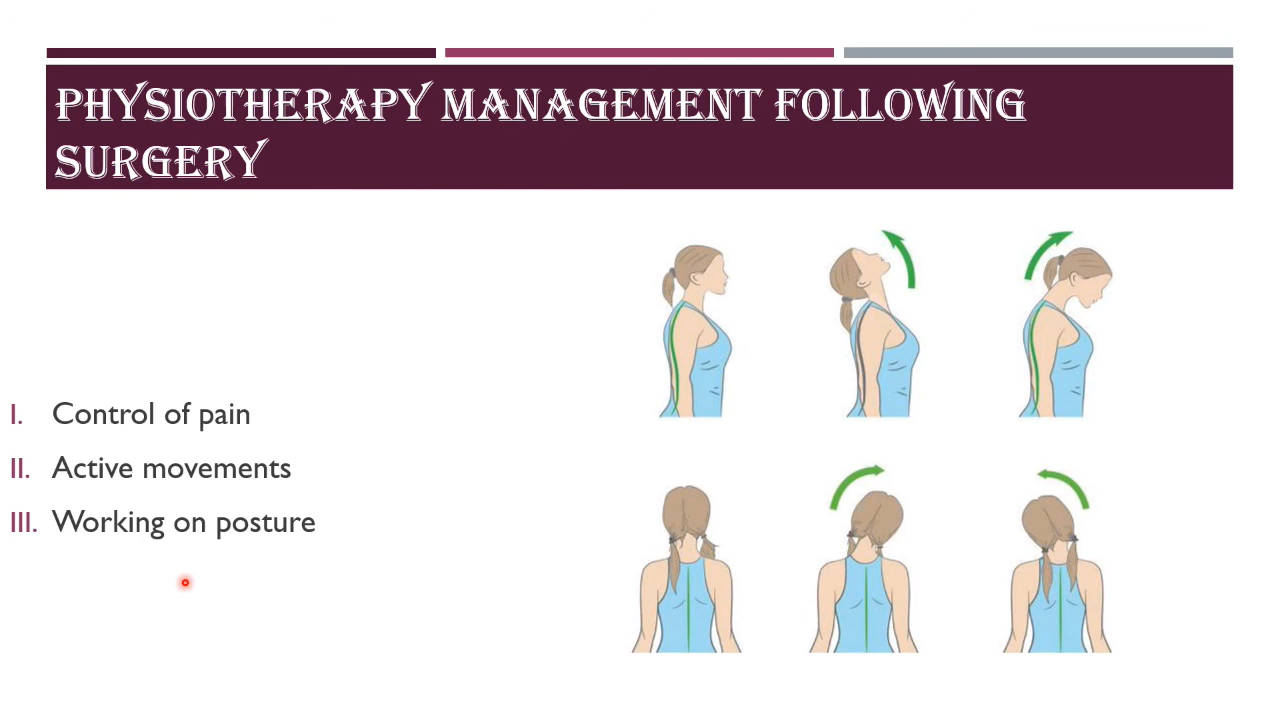 PHYSIOTHERAPY MANAGEMENT FOLLOWING
SURGERY
I. Control of pain
II. Active movements
III. Working on posture